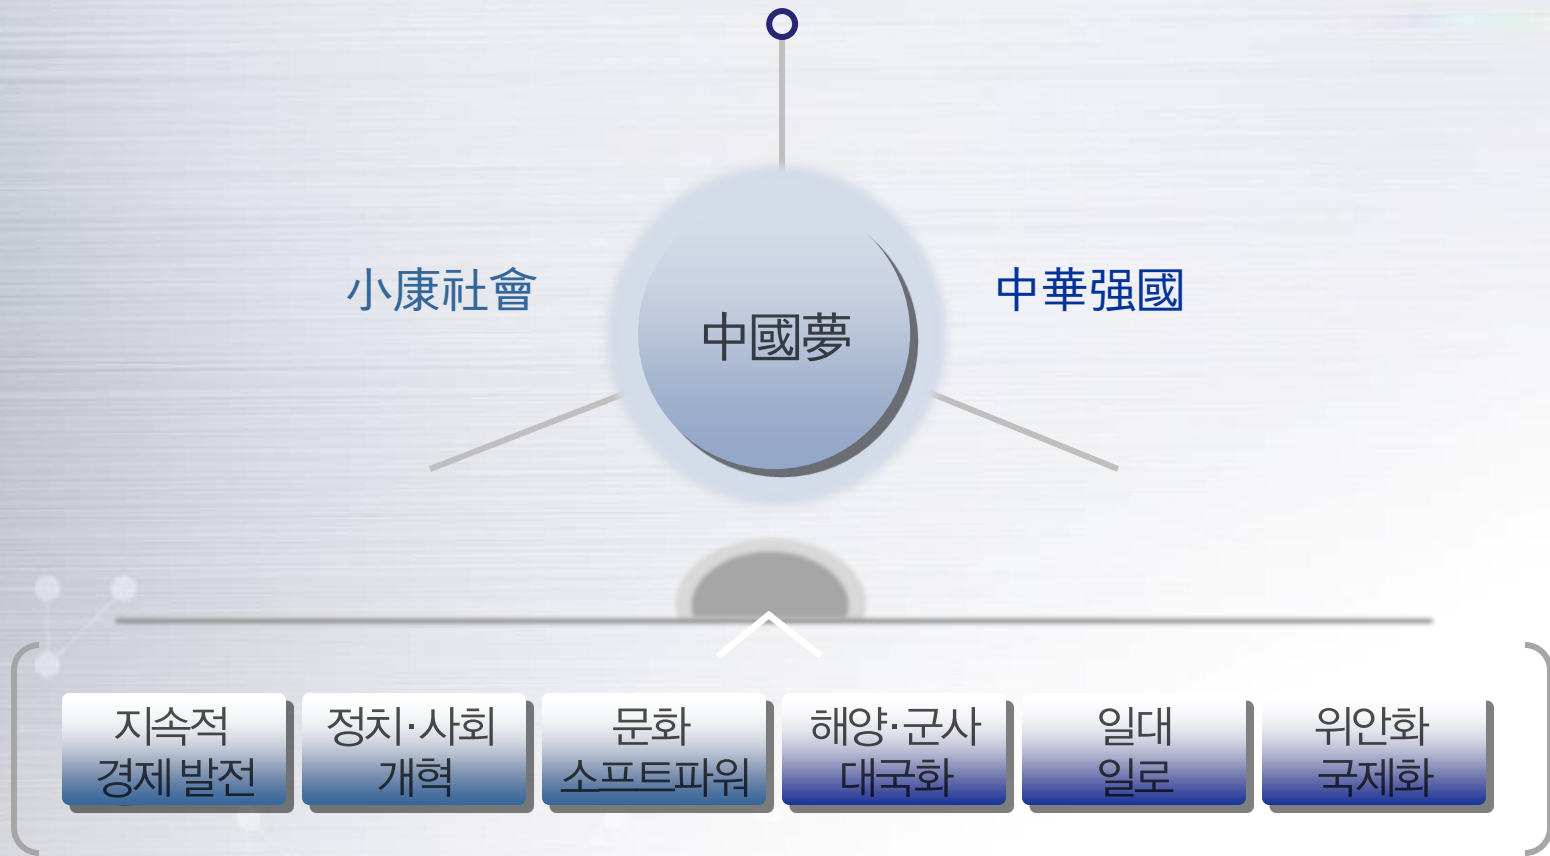 小康社會
中華强國
中國夢
지속적
경제 발전
정치·사회
개혁
문화
소프트파워
해양·군사
대국화
일대
일로
위안화
국제화